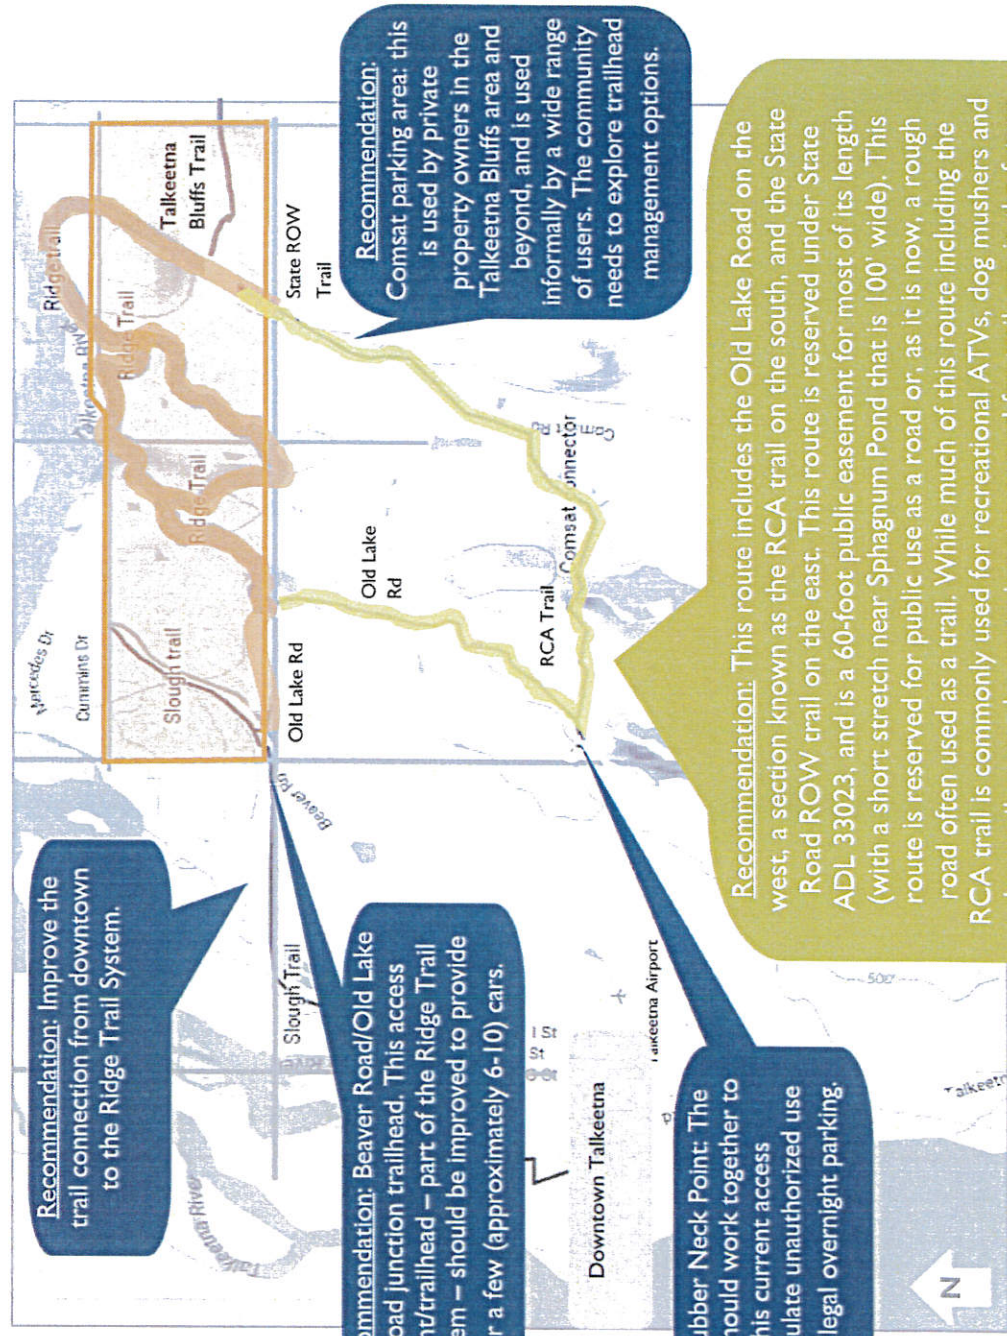 Recommendation: Improve the
trail connection from downtown
to the Ridge Trail System.
Mercedes Dr
Cummins Dr
Slough trail
Ridge Trail
Ridge Trail
Ridge trail
Talkeetna
Bluffs Trail
State ROW
Trail
Old Lake Rd
Old Lake
Rd
Beaver Rd
Slough Trail
Talkeetna River
RCA Trail
Comsat
onnector
Recommendation:
Comsat parking area: this
is used by private
property owners in the
Talkeetna Bluffs area and
beyond, and is used
informally by a wide range
of users. The community
needs to explore trailhead
management options.
ommendation: Beaver Road/Old Lake
oad junction trailhead. This access
nt/trailhead – part of the Ridge Trail
em – should be improved to provide
r a few (approximately 6-10) cars.
Downtown Talkeetna
I St
St
Talkeetna Airport
500'
ubber Neck Point: The
hould work together to
his current access
ulate unauthorized use
legal overnight parking.
Recommendation: This route includes the Old Lake Road on the
west, a section known as the RCA trail on the south, and the State
Road ROW trail on the east. This route is reserved under State
ADL 33023, and is a 60-foot public easement for most of its length
(with a short stretch near Sphagnum Pond that is 100' wide). This
route is reserved for public use as a road or, as it is now, a rough
road often used as a trail. While much of this route including the
RCA trail is commonly used for recreational ATVs, dog mushers and
N